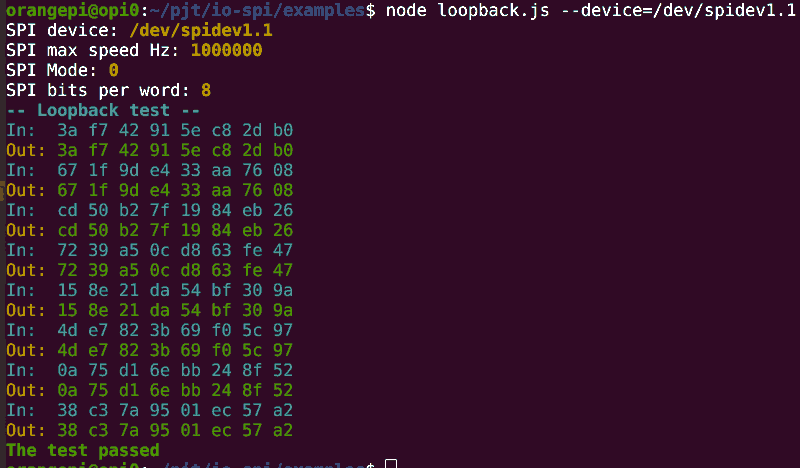 orangepi@opi0:~/pjt/io-spi/examples$ node loopback.js --device=/dev/spidev1.1
SPI device: /dev/spidev1.1
SPI max speed Hz: 1000000
SPI Mode: 0
SPI bits per word: 8
-- Loopback test --
In:  3a f7 42 91 5e c8 2d b0
Out: 3a f7 42 91 5e c8 2d b0
In:  67 1f 9d e4 33 aa 76 08
Out: 67 1f 9d e4 33 aa 76 08
In:  cd 50 b2 7f 19 84 eb 26
Out: cd 50 b2 7f 19 84 eb 26
In:  72 39 a5 0c d8 63 fe 47
Out: 72 39 a5 0c d8 63 fe 47
In:  15 8e 21 da 54 bf 30 9a
Out: 15 8e 21 da 54 bf 30 9a
In:  4d e7 82 3b 69 f0 5c 97
Out: 4d e7 82 3b 69 f0 5c 97
In:  0a 75 d1 6e bb 24 8f 52
Out: 0a 75 d1 6e bb 24 8f 52
In:  38 c3 7a 95 01 ec 57 a2
Out: 38 c3 7a 95 01 ec 57 a2
The test passed
orangepi@opi0:~/pjt/io-spi/examples$